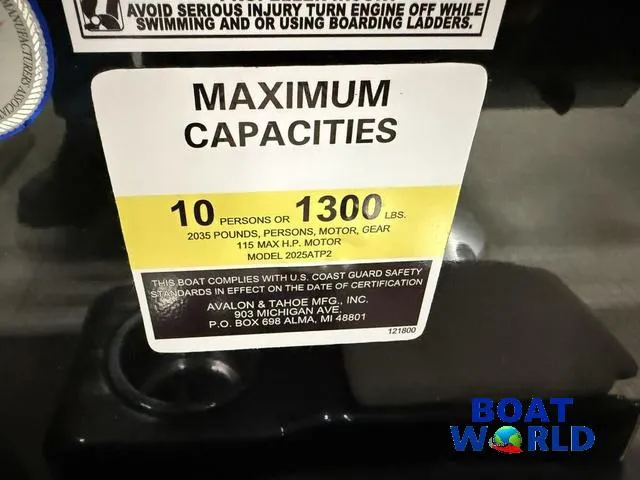 AVOID SERIOUS INJURY TURN ENGINE OFF WHILE
SWIMMING AND OR USING BOARDING LADDERS.
MANUFACTURERS
MAXIMUM
CAPACITIES
10 PERSONS OR 1300 LBS.
2035 POUNDS, PERSONS, MOTOR, GEAR
115 MAX H.P. MOTOR
MODEL 2025ATP2
THIS BOAT COMPLIES WITH U.S. COAST GUARD SAFETY
STANDARDS IN EFFECT ON THE DATE OF CERTIFICATION
AVALON & TAHOE MFG., INC.
903 MICHIGAN AVE.
P.O. BOX 698 ALMA, MI 48801
121800
BOAT
WORLD